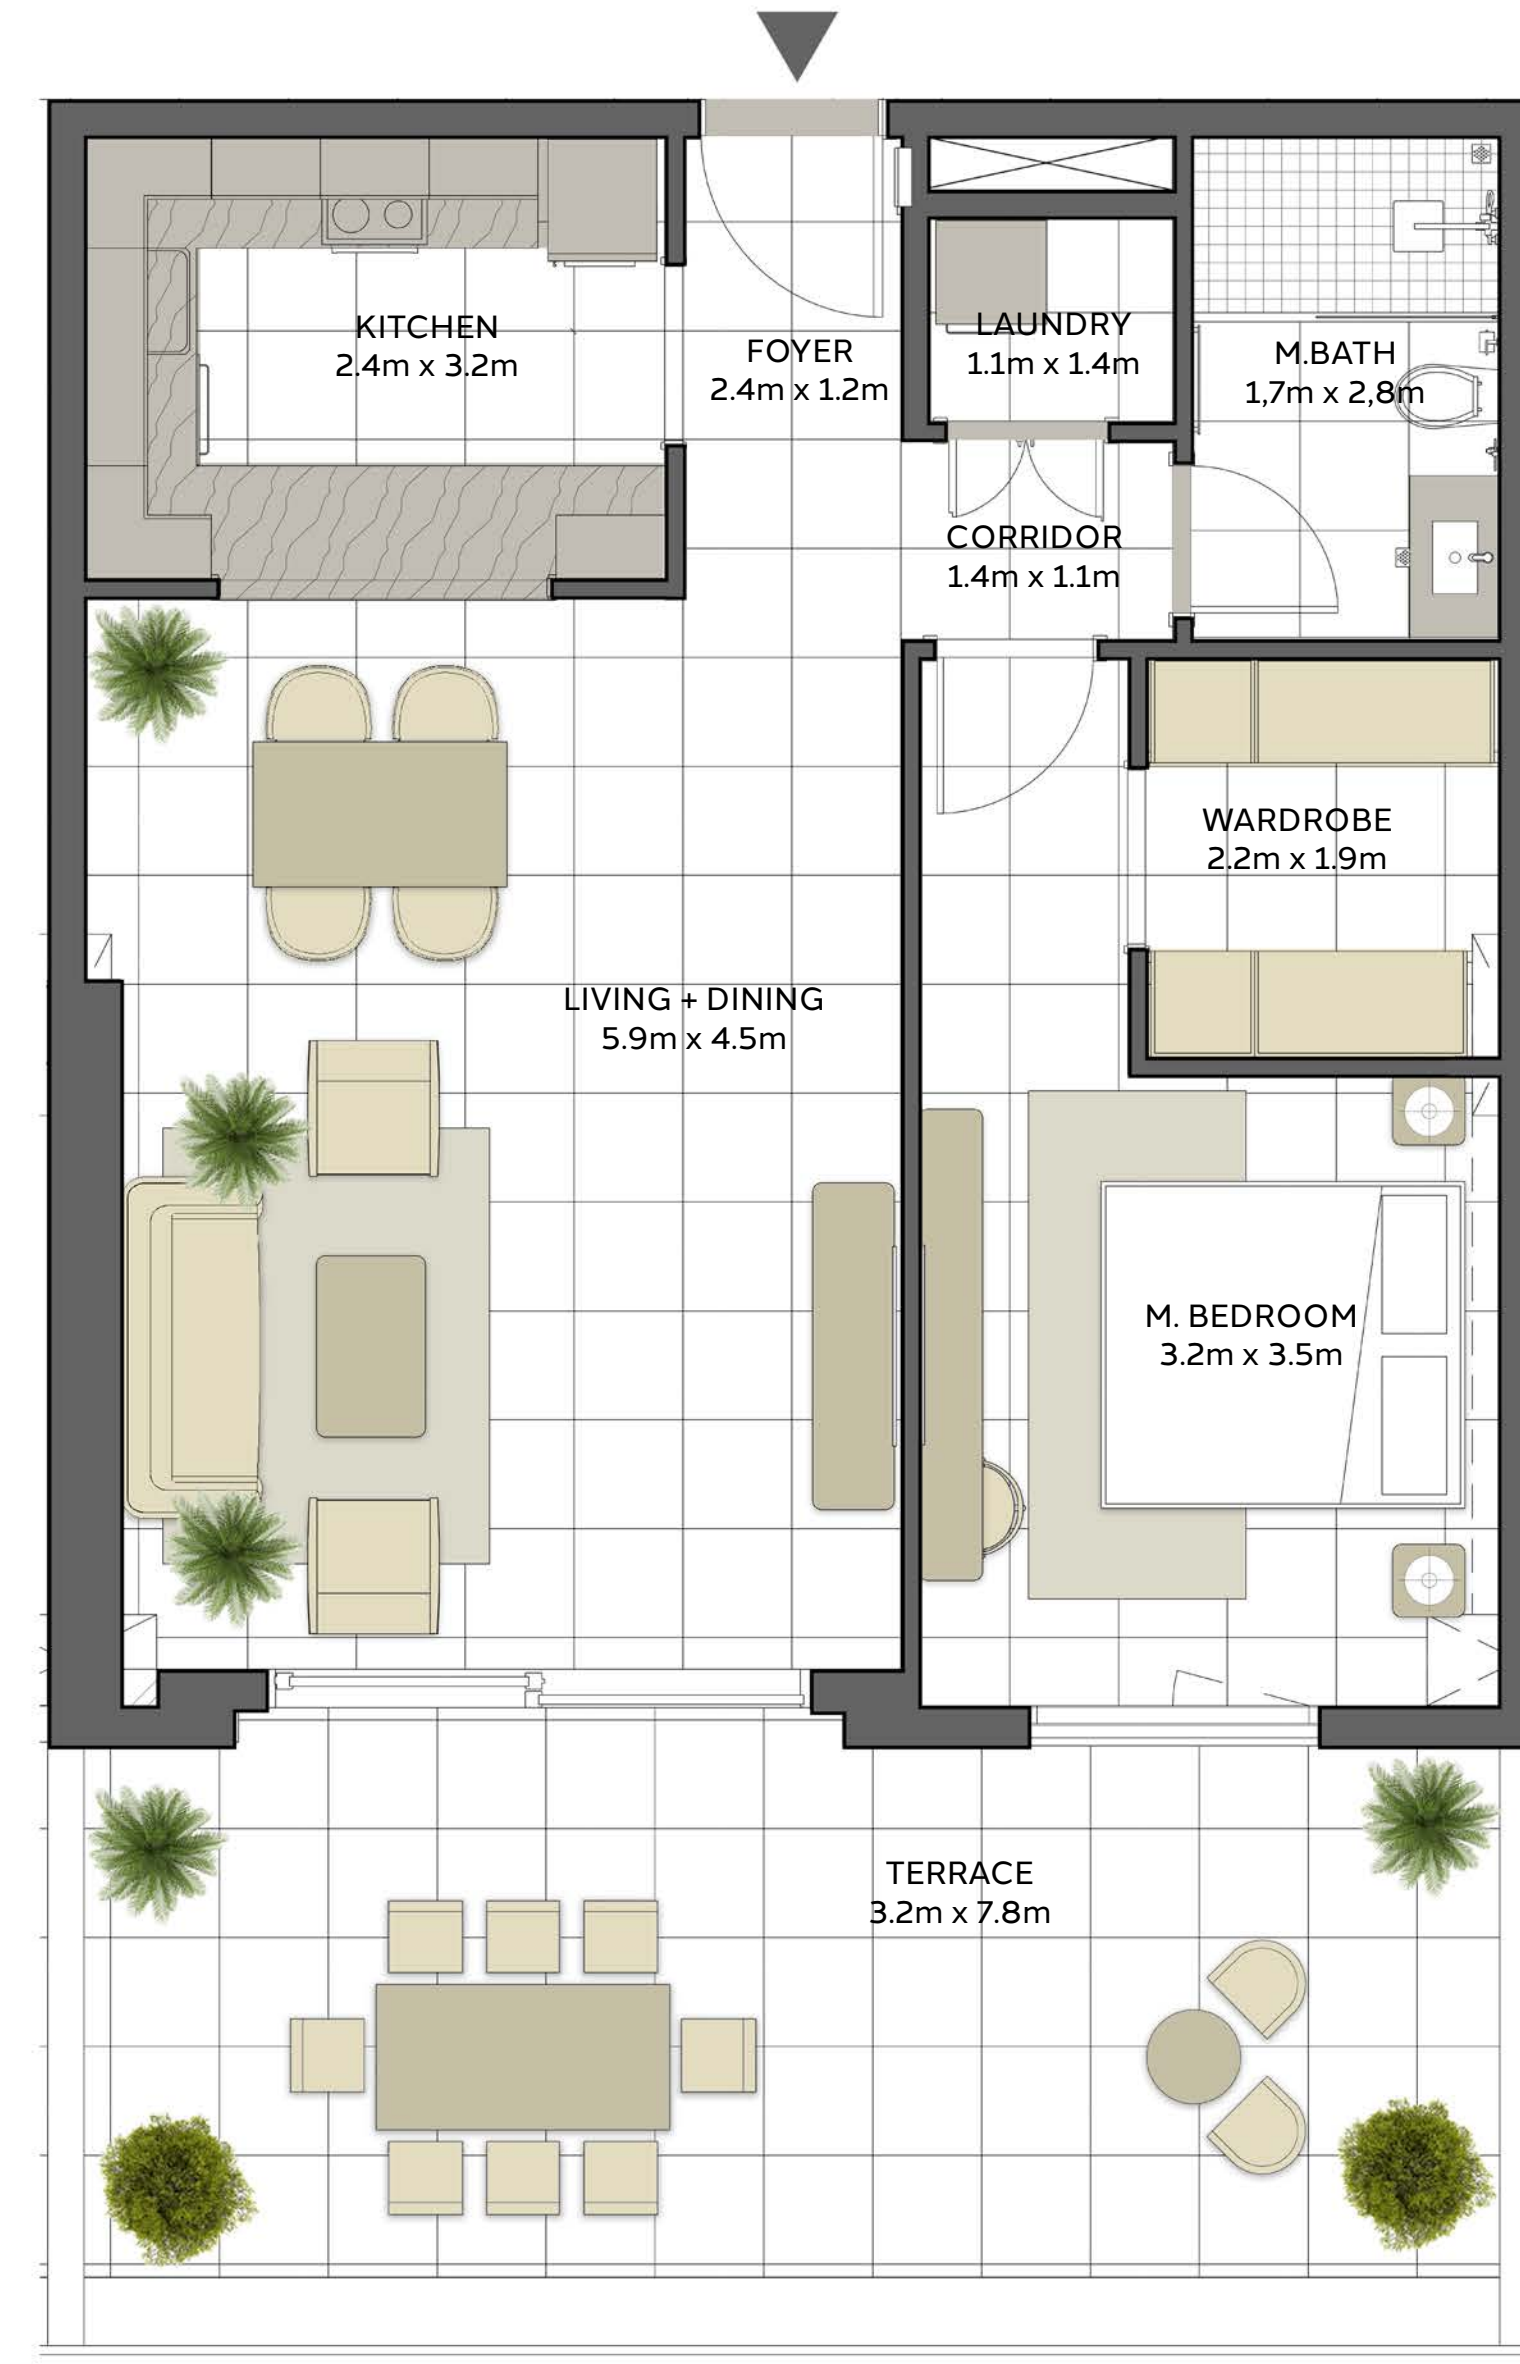 KITCHEN
2.4m x 3.2m
FOYER
2.4m x 1.2m
LAUNDRY
1.1m x 1.4m
M.BATH
1,7m x 2,8m
CORRIDOR
1.4m x 1.1m
WARDROBE
2.2m x 1.9m
LIVING + DINING
5.9m x 4.5m
M. BEDROOM
3.2m x 3.5m
TERRACE
3.2m x 7.8m